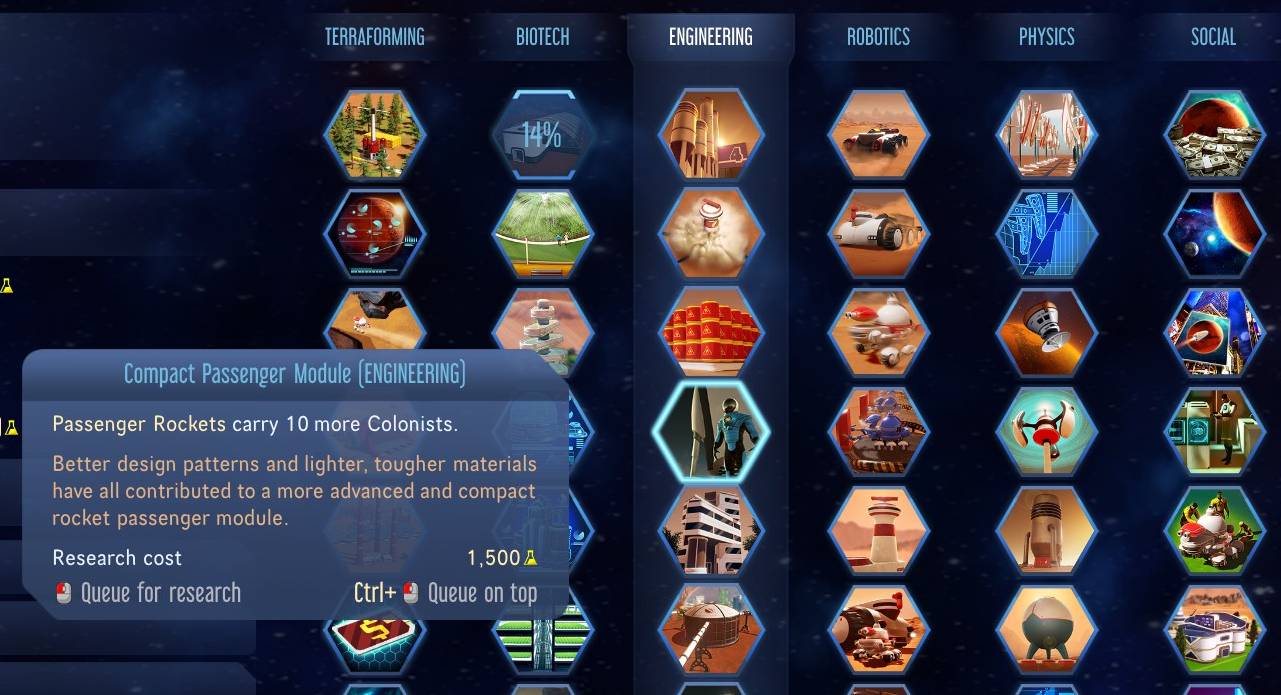 TERRAFORMING
BIOTECH
ENGINEERING
ROBOTICS
PHYSICS
SOCIAL
14%
Compact Passenger Module (ENGINEERING)
Passenger Rockets carry 10 more Colonists.
Better design patterns and lighter, tougher materials
have all contributed to a more advanced and compact
rocket passenger module.
Research cost 1,500
Queue for research Ctrl+ Queue on top